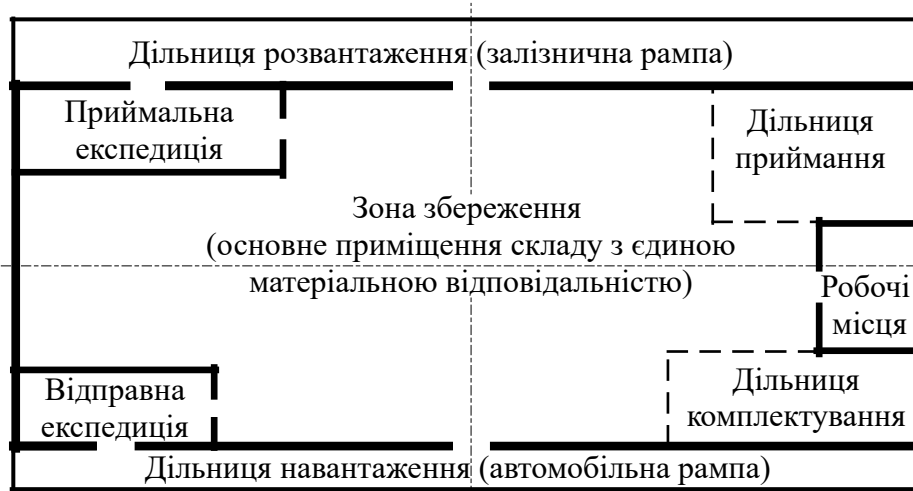 Дільниця розвантаження (залізнична рампа)
Приймальна
експедиція
Дільниця
приймання
Зона збереження
(основне приміщення складу з єдиною
матеріальною відповідальністю)
Робочі
місця
Відправна
експедиція
Дільниця
комплектування
Дільниця навантаження (автомобільна рампа)